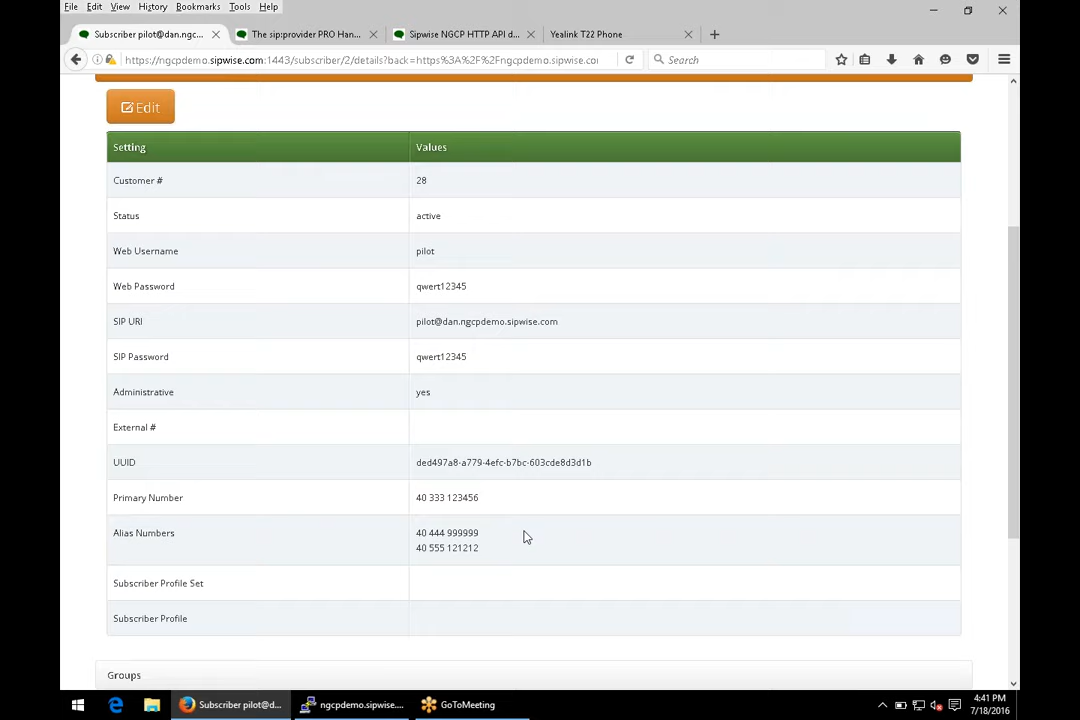 File Edit View History Bookmarks Tools Help
Subscriber pilot@dan.ngc... The sip:provider PRO Han... Sipwise NGCP HTTP API d... Yealink T22 Phone
https://ngcpdemo.sipwise.com:1443/subscriber/2/details?back=https%3A%2F%2Fngcpdemo.sipwise.cor Search
Edit
Setting Values
Customer # 28
Status active
Web Username pilot
Web Password qwert12345
SIP URI pilot@dan.ngcpdemo.sipwise.com
SIP Password qwert12345
Administrative yes
External #
UUID ded497a8-a779-4efc-b7bc-603cde8d3d1b
Primary Number 40 333 123456
Alias Numbers 40 444 999999
40 555 121212
Subscriber Profile Set
Subscriber Profile
Groups
Subscriber pilot@d... ngcpdemo.sipwise.... GoToMeeting
4:41 PM
7/18/2016